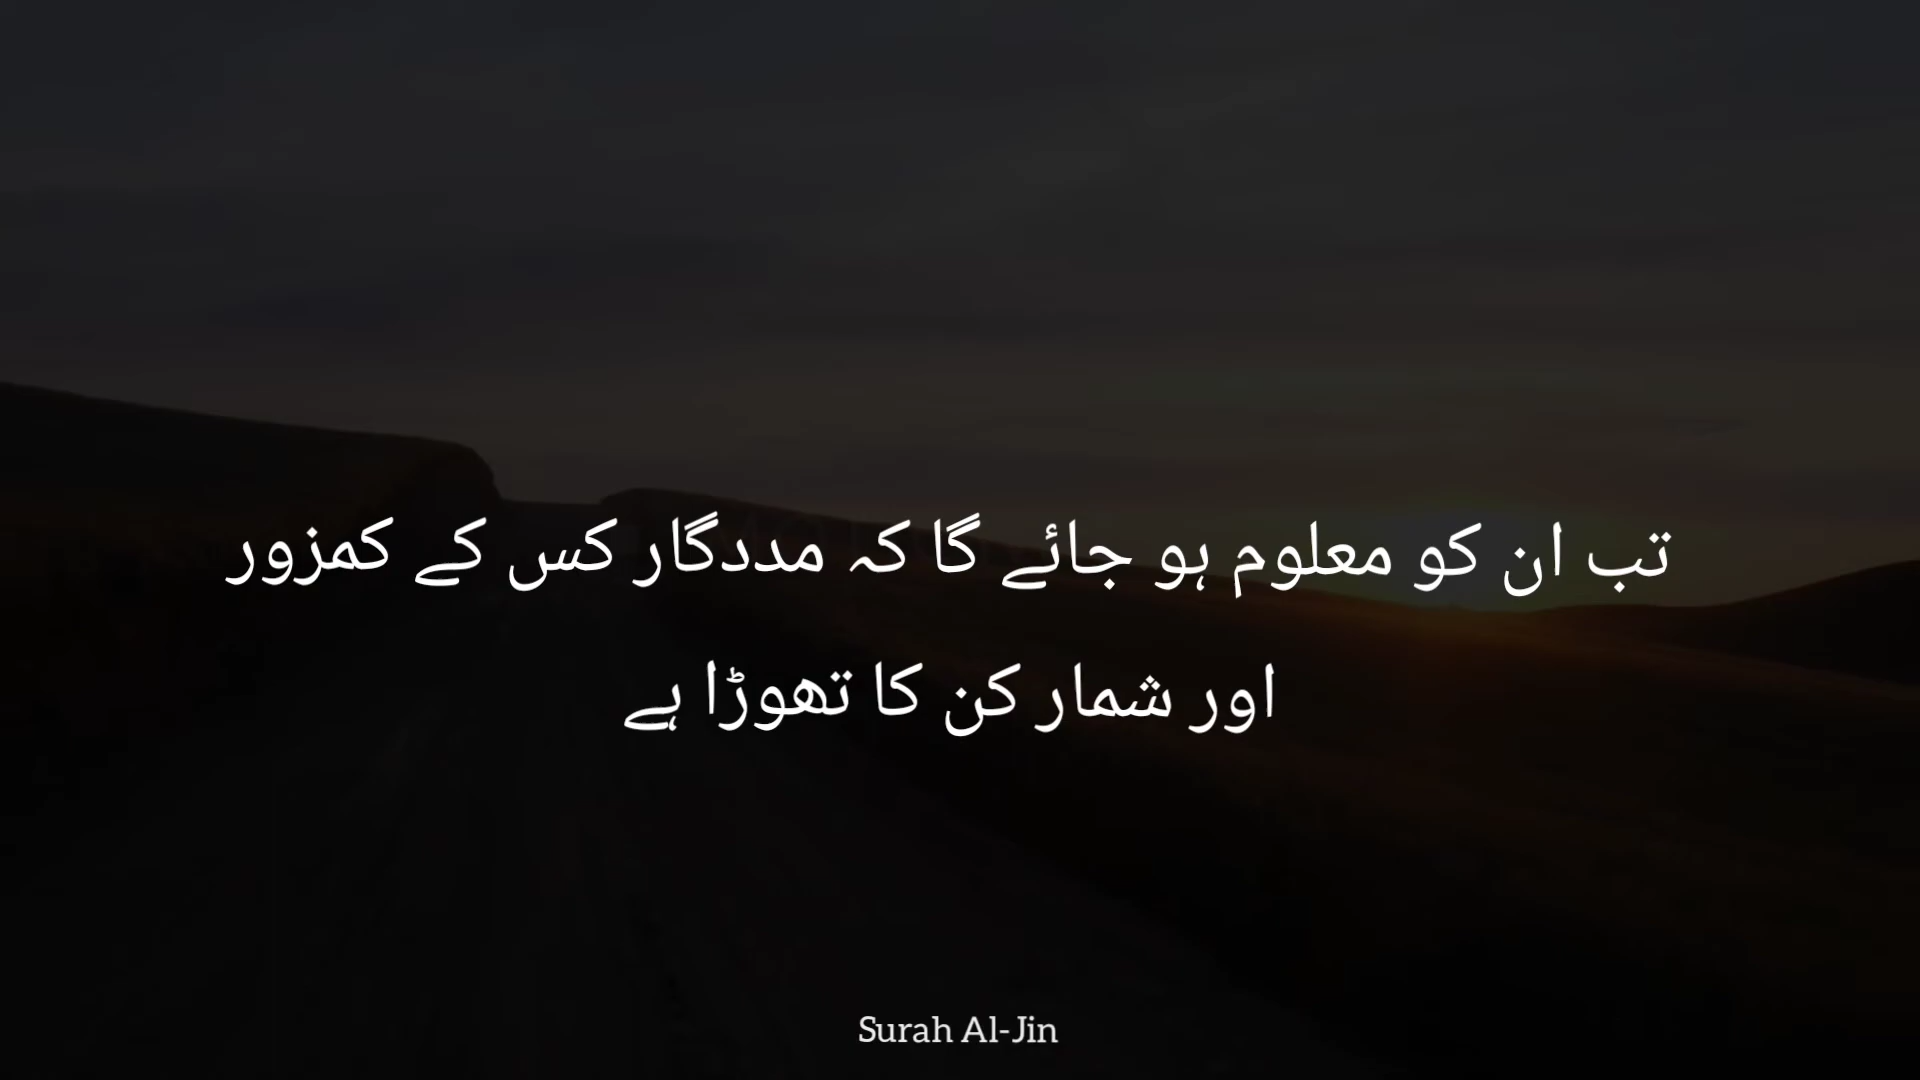 تب ان کو معلوم ہو جائے گا کہ مددگار کس کے کمزور
اور شمار کن کا تھوڑا ہے
Surah Al-Jin